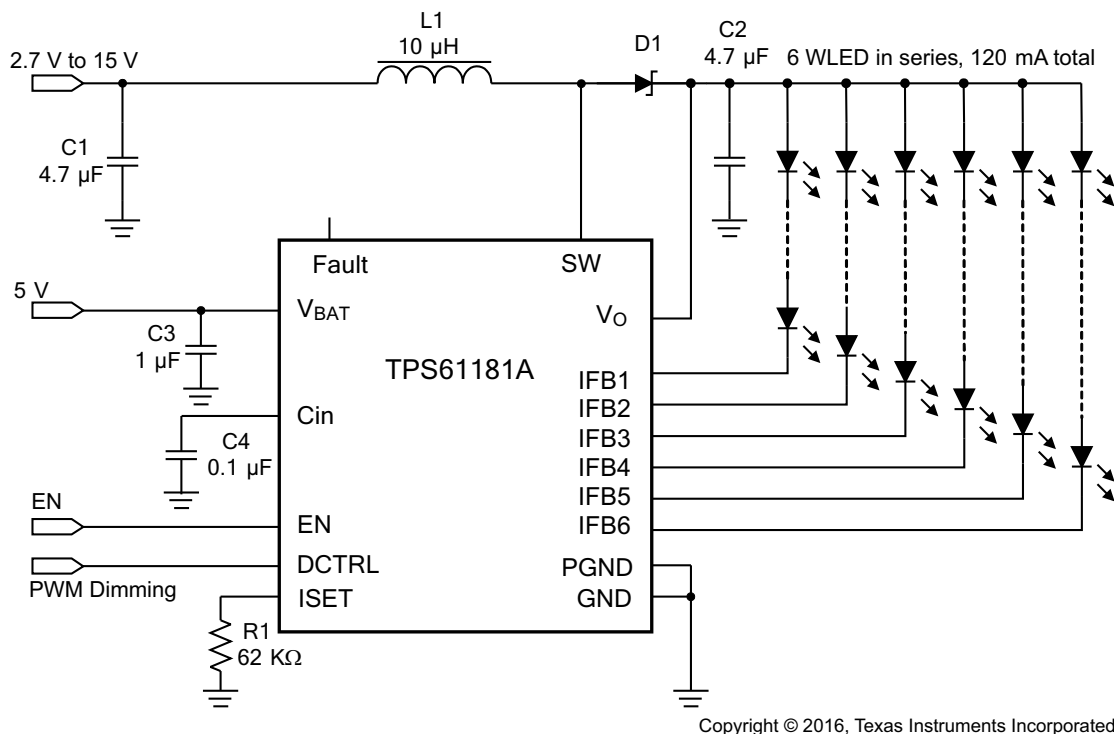 L1
10 µH
2.7 V to 15 V
D1
C2
4.7 µF
6 WLED in series, 120 mA total
C1
4.7 µF
Fault
SW
5 V
VBAT
VO
C3
1 µF
TPS61181A
IFB1
IFB2
IFB3
IFB4
IFB5
IFB6
Cin
C4
0.1 µF
EN
EN
DCTRL
PWM Dimming
ISET
PGND
GND
R1
62 KΩ
Copyright © 2016, Texas Instruments Incorporated